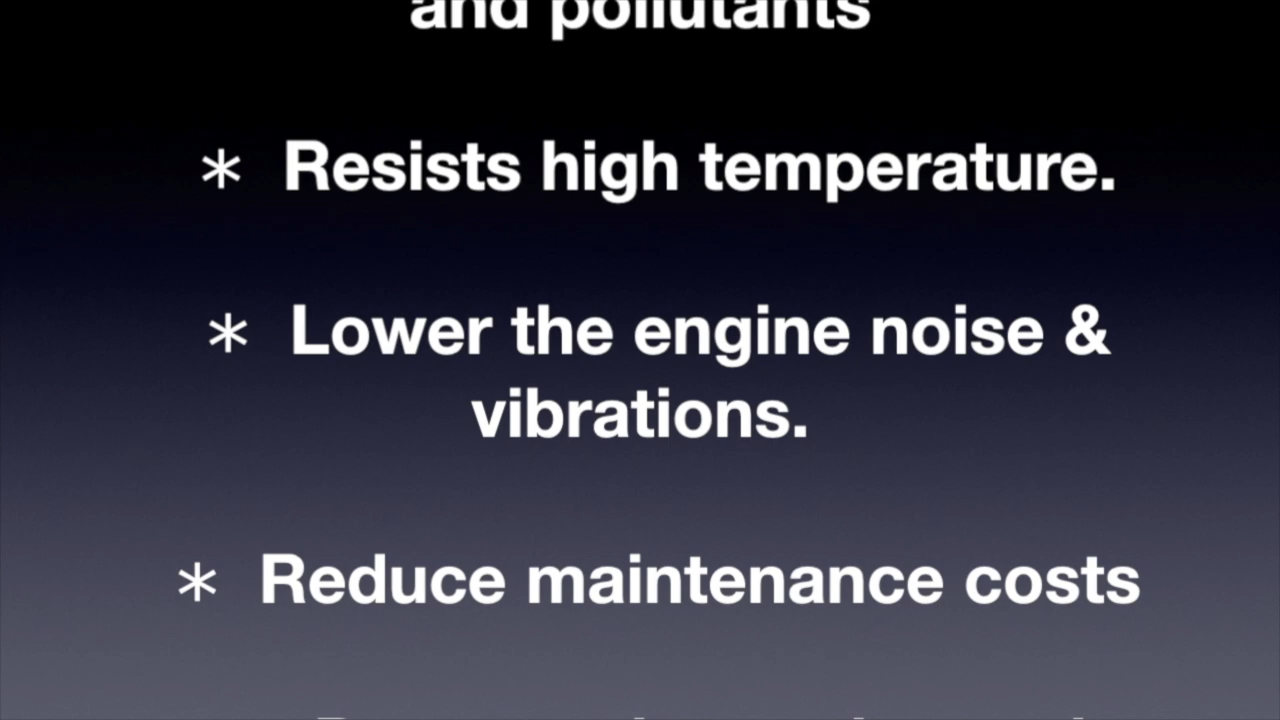 and pollutants
* Resists high temperature.
* Lower the engine noise &
vibrations.
* Reduce maintenance costs